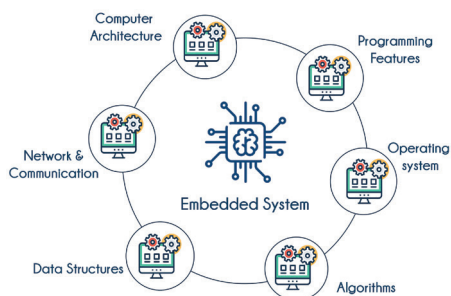 Computer
Architecture
Programming
Features
Network &
Communication
Operating
system
Embedded System
Data Structures
Algorithms